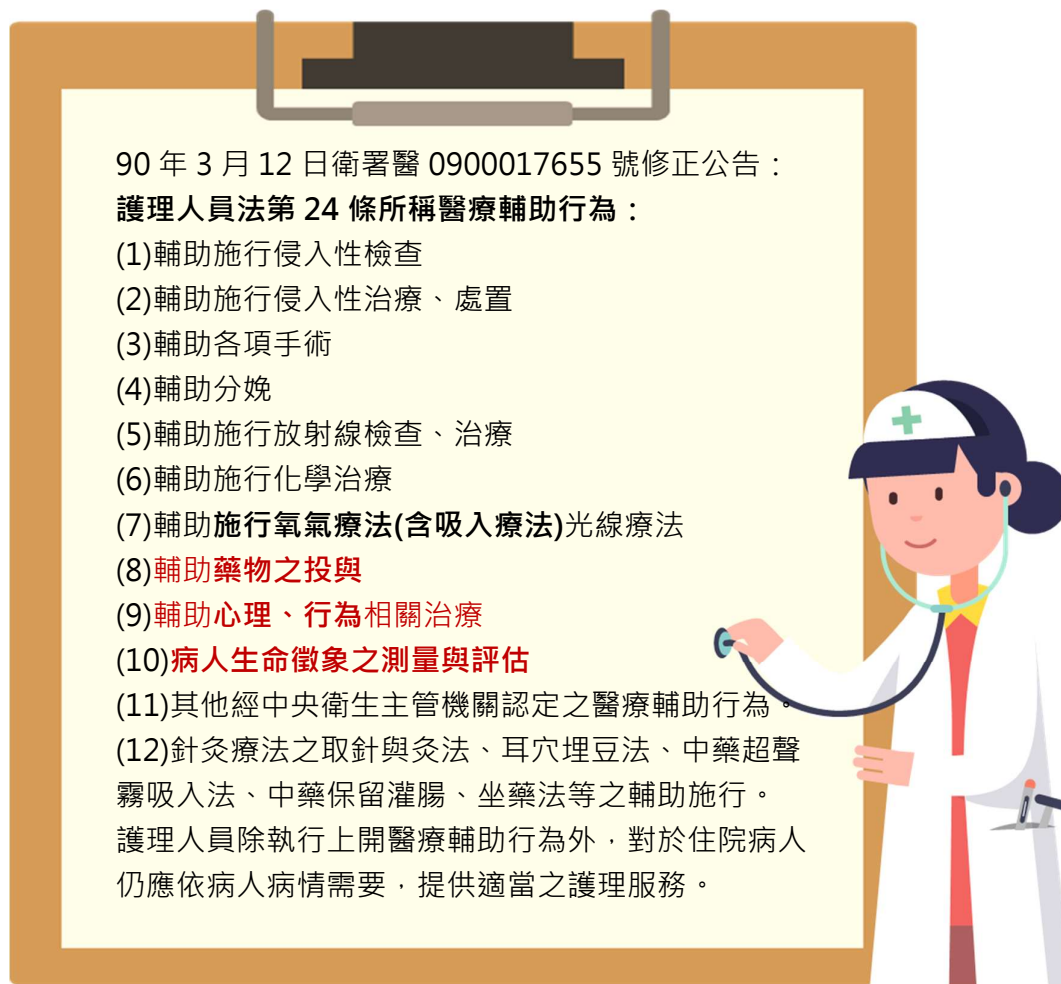 90 年 3 月 12 日衛署醫 0900017655 號修正公告：
護理人員法第 24 條所稱醫療輔助行為：
(1)輔助施行侵入性檢查
(2)輔助施行侵入性治療、處置
(3)輔助各項手術
(4)輔助分娩
(5)輔助施行放射線檢查、治療
(6)輔助施行化學治療
(7)輔助施行氧氣療法(含吸入療法)光線療法
(8)輔助藥物之投與
(9)輔助心理、行為相關治療
(10)病人生命徵象之測量與評估
(11)其他經中央衛生主管機關認定之醫療輔助行為。
(12)針灸療法之取針與灸法、耳穴埋豆法、中藥超聲
霧吸入法、中藥保留灌腸、坐藥法等之輔助施行。
護理人員除執行上開醫療輔助行為外，對於住院病人
仍應依病人病情需要，提供適當之護理服務。